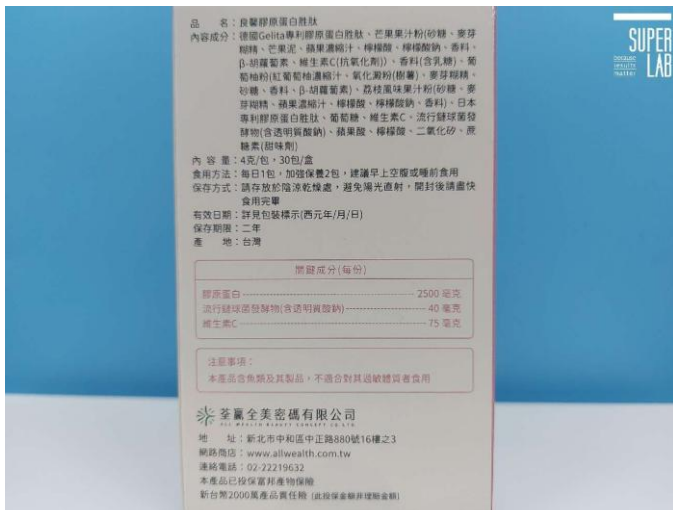 品　　名：良馨膠原蛋白胜肽
內容成分：德國Gelita專利膠原蛋白胜肽、芒果果汁粉(砂糖、麥芽
糊精、芒果泥、蘋果濃縮汁、檸檬酸、檸檬酸鈉、香料、
β-胡蘿蔔素、維生素C(抗氧化劑))、香料(含乳糖)、葡
萄柚粉(紅葡萄柚濃縮汁、氧化澱粉(樹薯)、麥芽糊精、
砂糖、香料、β-胡蘿蔔素)、荔枝風味果汁粉(砂糖、麥
芽糊精、蘋果濃縮汁、檸檬酸、檸檬酸鈉、香料)、日本
專利膠原蛋白胜肽、葡萄糖、維生素C、流行鏈球菌發
酵物(含透明質酸鈉)、蘋果酸、檸檬酸、二氧化矽、蔗
糖素(甜味劑)
內 容 量：4克/包，30包/盒
食用方法：每日1包，加強保養2包，建議早上空腹或睡前食用
保存方式：請存放於陰涼乾燥處，避免陽光直射，開封後請盡快
食用完畢
有效日期：詳見包裝標示(西元年/月/日)
保存期限：二年
產　　地：台灣
關鍵成分(每份)
膠原蛋白 2500 毫克
流行鏈球菌發酵物(含透明質酸鈉) 40 毫克
維生素C 75 毫克
注意事項：
本產品含魚類及其製品，不適合對其過敏體質者食用
荃贏全美密碼有限公司
ALL WEALTH BEAUTY CONCEPT CO LTD
地　　址：新北市中和區中正路880號16樓之3
網路商店：www.allwealth.com.tw
連絡電話：02-22219632
本產品已投保富邦產物保險
新台幣2000萬產品責任險 (此投保金額非理賠金額)
SUPER
because
results
matter
LAB